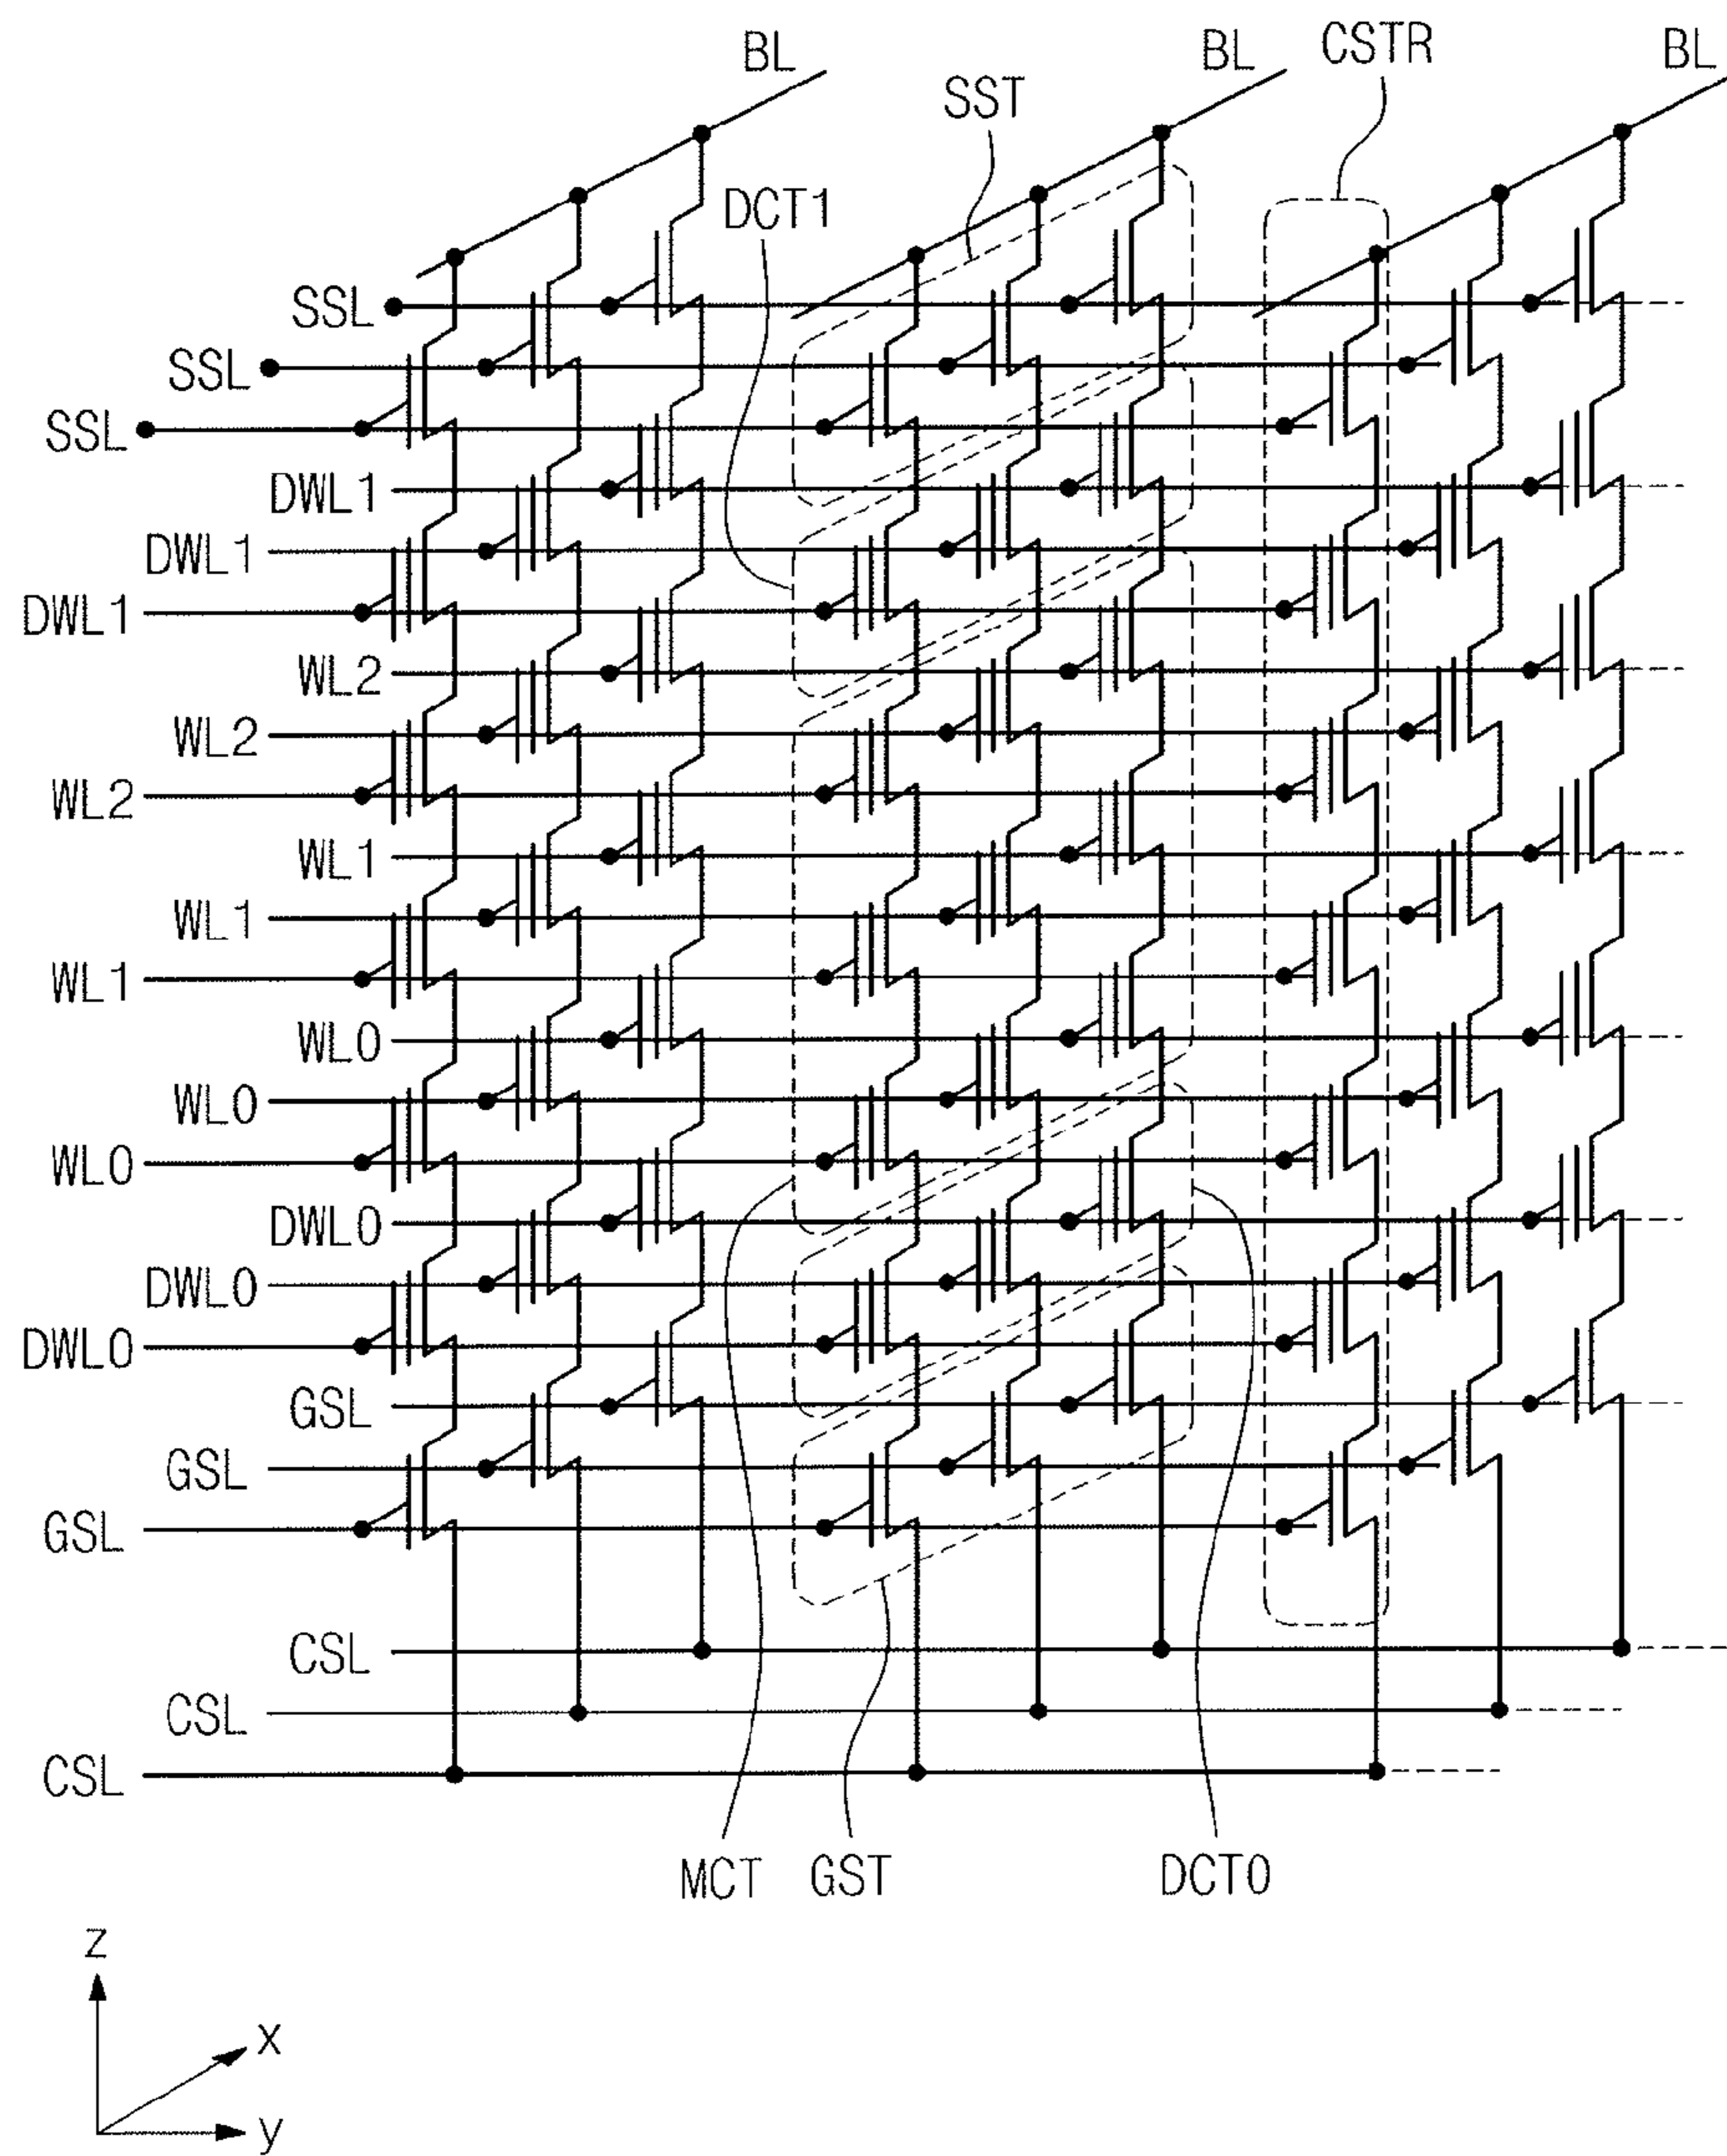 BL
BL
CSTR
BL
SST
DCT1
SSL
SSL
SSL
DWL1
DWL1
DWL1
WL2
WL2
WL2
WL1
WL1
WL1
WL0
WL0
WL0
DWL0
DWL0
DWL0
GSL
GSL
GSL
CSL
CSL
CSL
MCT
GST
DCT0
z
x
y